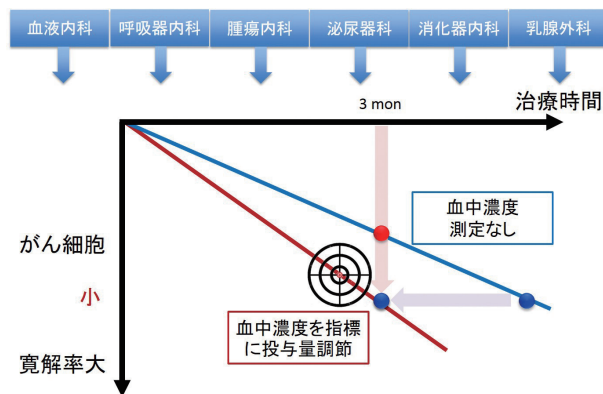 血液内科
呼吸器内科
腫瘍内科
泌尿器科
消化器内科
乳腺外科
3 mon
治療時間
血中濃度
測定なし
がん細胞
小
血中濃度を指標
に投与量調節
寛解率大